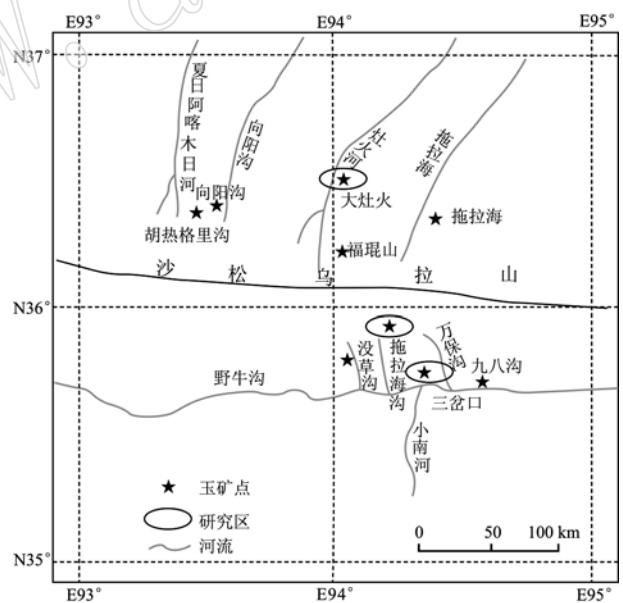 E93° E94° E95°
N37°
夏日阿喀木日河
向阳沟
灶火河
拖拉海
向阳沟
大灶火
拖拉海
胡热格里沟
福琨山
沙松乌拉山
N36°
没草沟
拖拉海沟
万保沟
九八沟
野牛沟
三岔口
小南河
玉矿点
研究区
河流
0 50 100 km
N35°
E93° E94° E95°